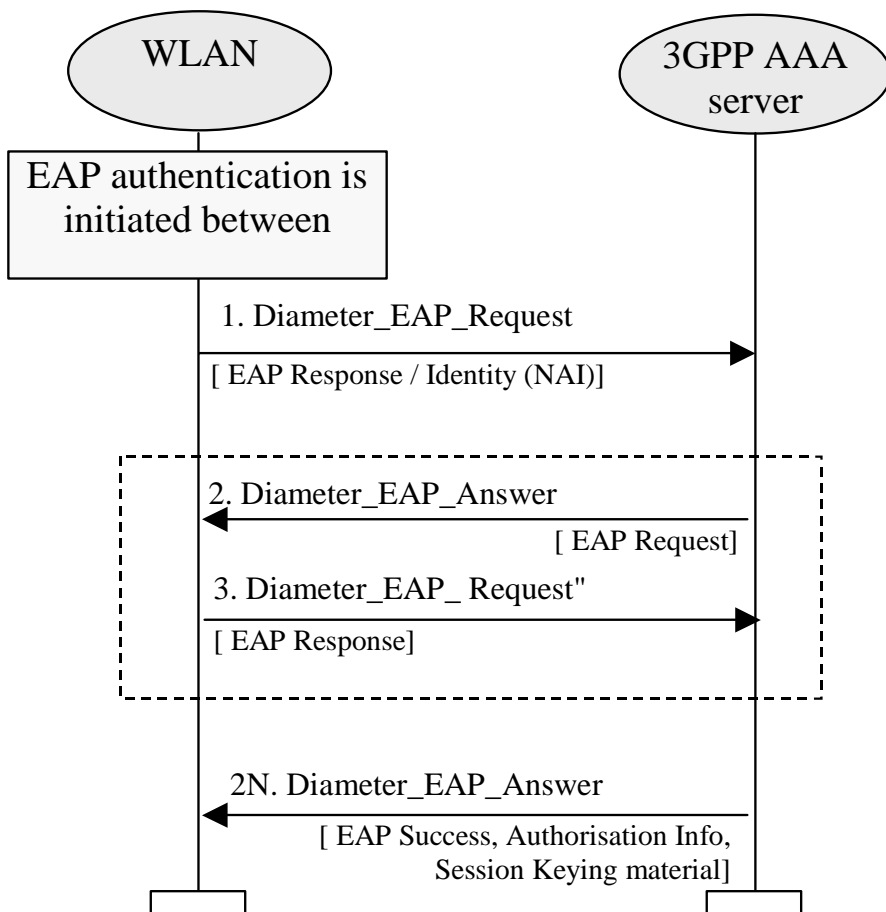 WLAN
3GPP AAA
server
EAP authentication is
initiated between
1. Diameter_EAP_Request
[ EAP Response / Identity (NAI)]
2. Diameter_EAP_Answer
[ EAP Request]
3. Diameter_EAP_ Request"
[ EAP Response]
2N. Diameter_EAP_Answer
[ EAP Success, Authorisation Info,
Session Keying material]